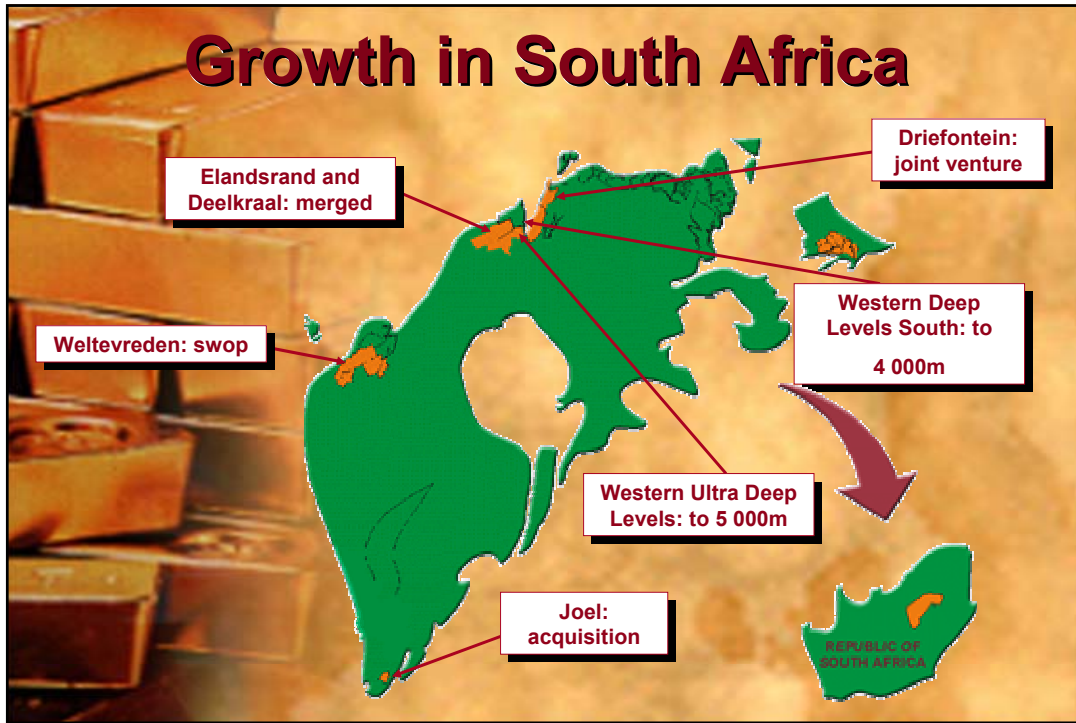 Growth in South Africa
Driefontein:
joint venture
Elandsrand and
Deelkraal: merged
Western Deep
Levels South: to
4 000m
Weltevreden: swop
Western Ultra Deep
Levels: to 5 000m
Joel:
acquisition
REPUBLIC OF
SOUTH AFRICA